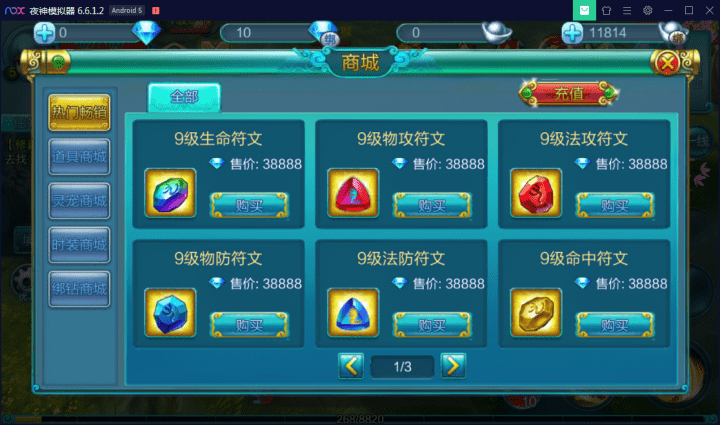 nox 夜神模拟器 6.6.1.2 Android 5
0 10 绑 0 11814 绑
商城
全部 充值
热门畅销
道具商城
灵宠商城
时装商城
绑钻商城
9级生命符文 9级物攻符文 9级法攻符文
售价: 38888 售价: 38888 售价: 38888
购买 购买 购买
9级物防符文 9级法防符文 9级命中符文
售价: 38888 售价: 38888 售价: 38888
购买 购买 购买
1/3
10
268/8820